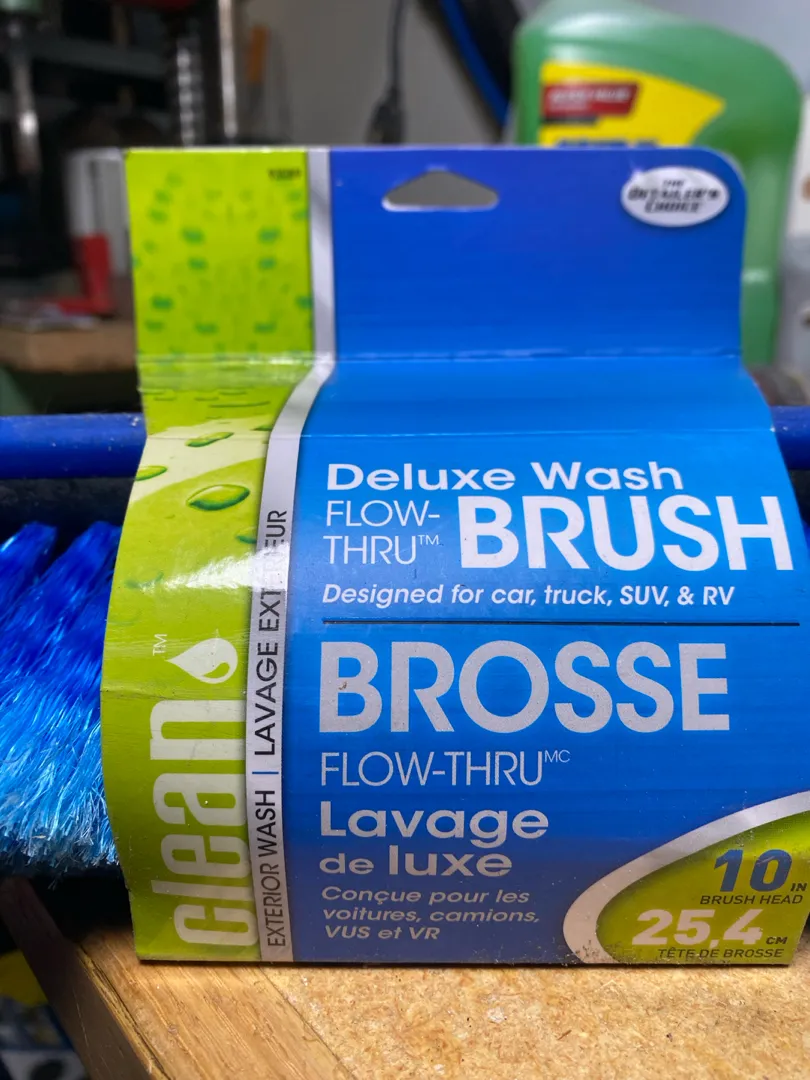 THE
DETAILER'S
CHOICE
Deluxe Wash
FLOW-
THRU™ BRUSH
Designed for car, truck, SUV, & RV
BROSSE
FLOW-THRU MC
Lavage
de luxe
Conçue pour les
voitures, camions,
VUS et VR
10 IN
BRUSH HEAD
25,4 CM
TÊTE DE BROSSE
clean™
EXTERIOR WASH | LAVAGE EXTÉRIEUR